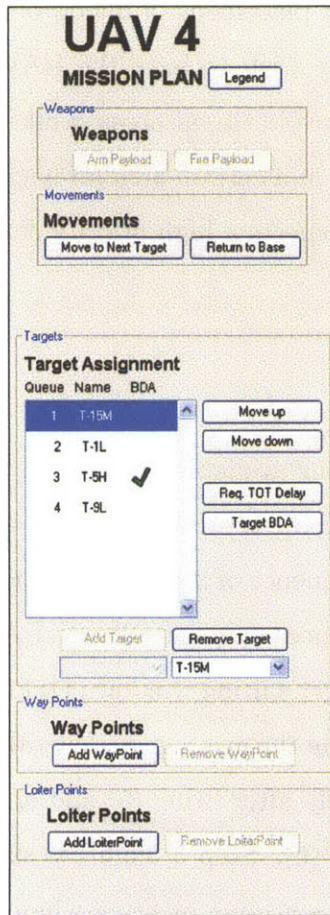 UAV 4
MISSION PLAN Legend
Weapons
Weapons
Arm Payload Fire Payload
Movements
Movements
Move to Next Target Return to Base
Targets
Target Assignment
Queue Name BDA
1 T-15M
Move up
2 T-1L
Move down
3 T-5H
Req. TOT Delay
4 T-9L
Target BDA
Add Target Remove Target
T-15M
Way Points
Way Points
Add WayPoint Remove WayPoint
Loiter Points
Loiter Points
Add LoiterPoint Remove LoiterPoint